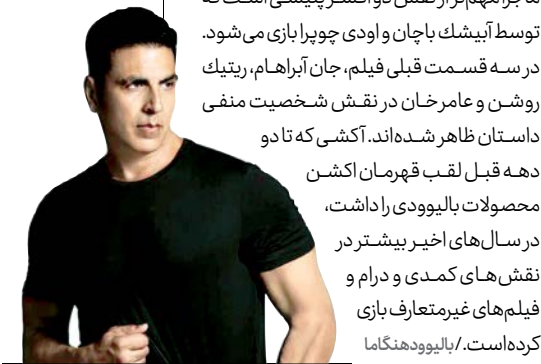 توسط آبیشك باچان و اودی چوپرا بازی می‌شود.
در سه قسمت قبلی فیلم، جان آبراهام، ریتیك
روشن و عامرخان در نقش شخصیت منفی
داستان ظاهر شده‌اند. آکشی که تا دو
دهه قبل لقب قهرمان اکشن
محصولات بالیوودی را داشت،
در سال‌های اخیر بیشتر در
نقش‌های کمدی و درام و
فیلم‌های غیرمتعارف بازی
کرده‌است./بالیوودهنگاما